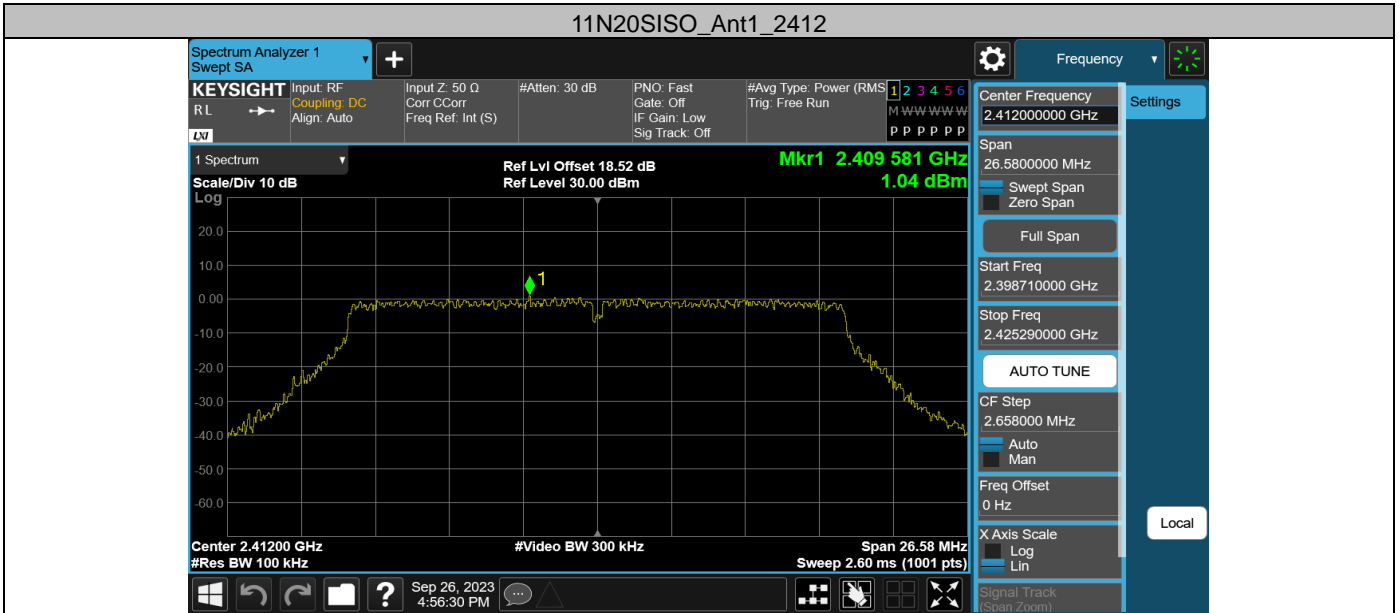 11N20SISO_Ant1_2412
Spectrum Analyzer 1
Swept SA
+
Frequency
KEYSIGHT
R L
LXI
Input: RF
Coupling: DC
Align: Auto
Input Z: 50 Ω
Corr CCorr
Freq Ref: Int (S)
#Atten: 30 dB
PNO: Fast
Gate: Off
IF Gain: Low
Sig Track: Off
#Avg Type: Power (RMS
Trig: Free Run
1 2 3 4 5 6
M W W W W W
P P P P P P
1 Spectrum
Scale/Div 10 dB
Ref Lvl Offset 18.52 dB
Ref Level 30.00 dBm
Mkr1 2.409 581 GHz
1.04 dBm
Log
20.0
10.0
0.00
-10.0
-20.0
-30.0
-40.0
-50.0
-60.0
1
Center 2.41200 GHz
#Res BW 100 kHz
#Video BW 300 kHz
Span 26.58 MHz
Sweep 2.60 ms (1001 pts)
Center Frequency
2.412000000 GHz
Span
26.5800000 MHz
Swept Span
Zero Span
Full Span
Start Freq
2.398710000 GHz
Stop Freq
2.425290000 GHz
AUTO TUNE
CF Step
2.658000 MHz
Auto
Man
Freq Offset
0 Hz
X Axis Scale
Log
Lin
Signal Track
(Span Zoom)
Settings
Local
?
Sep 26, 2023
4:56:30 PM